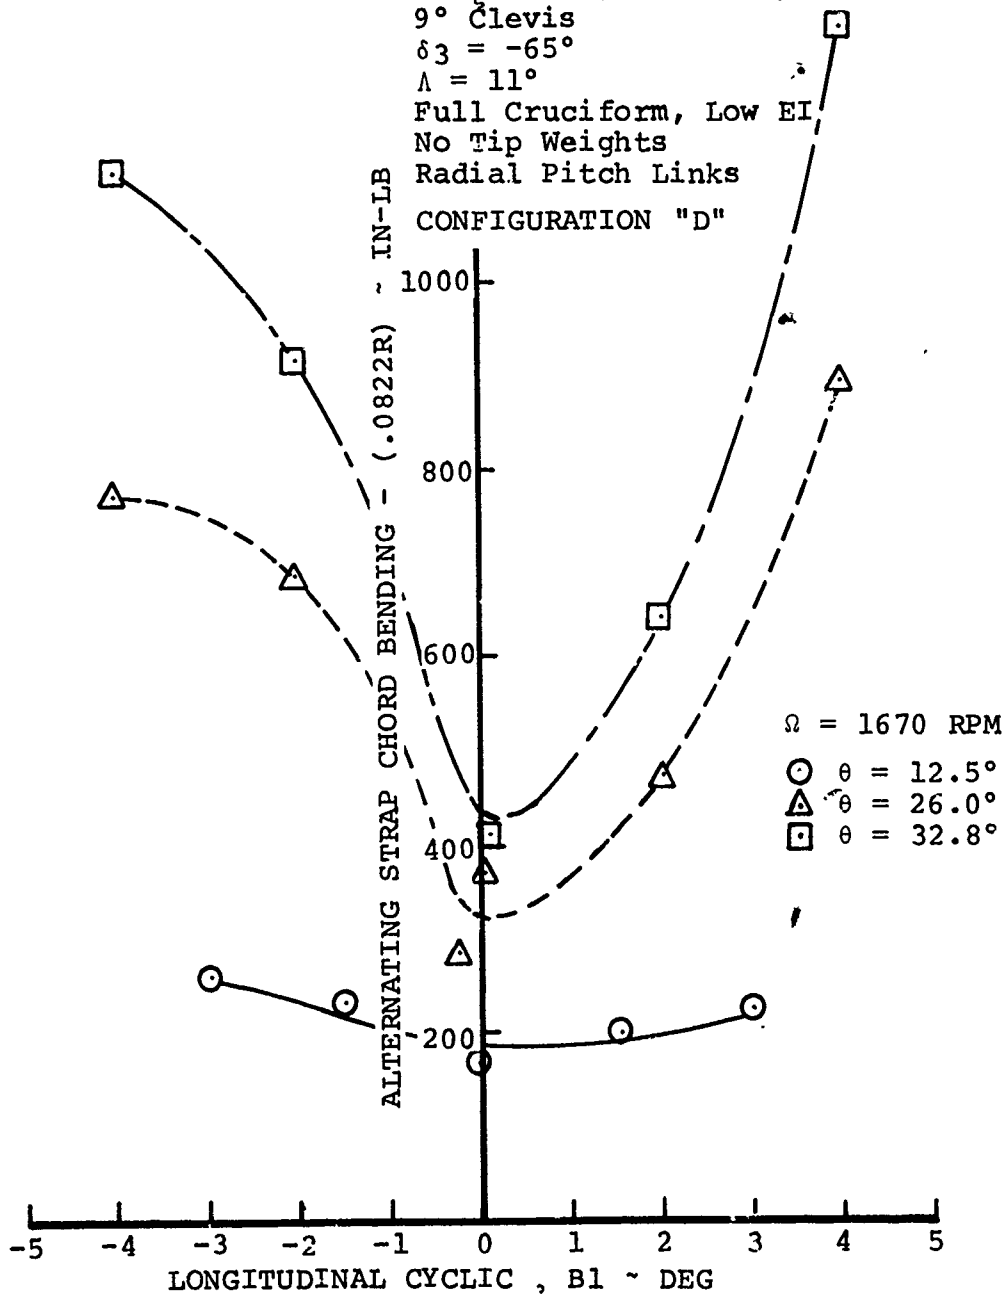 9° Clevis
δ3 = -65°
Λ = 11°
Full Cruciform, Low EI
No Tip Weights
Radial Pitch Links
CONFIGURATION "D"
ALTERNATING STRAP CHORD BENDING - (.0822R) ~ IN-LB
1000
800
600
400
200
Ω = 1670 RPM
θ = 12.5°
θ = 26.0°
θ = 32.8°
-5 -4 -3 -2 -1 0 1 2 3 4 5
LONGITUDINAL CYCLIC , B1 ~ DEG